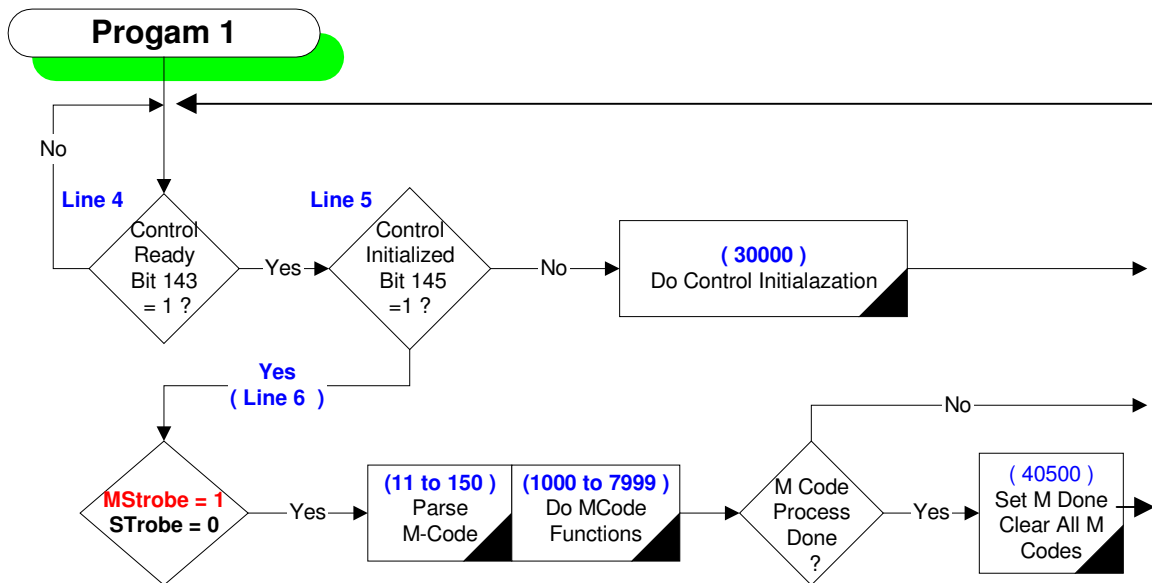 Progam 1
No
Line 4
Control
Ready
Bit 143
= 1 ?
Yes
Line 5
Control
Initialized
Bit 145
=1 ?
No
( 30000 )
Do Control Initialazation
Yes
( Line 6 )
MStrobe = 1
STrobe = 0
Yes
(11 to 150 )
Parse
M-Code
(1000 to 7999 )
Do MCode
Functions
M Code
Process
Done
?
No
Yes
( 40500 )
Set M Done
Clear All M
Codes